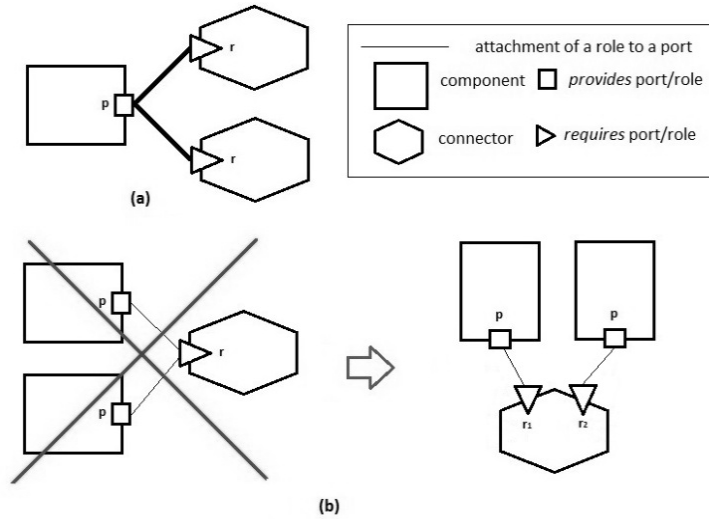 p
r
r
(a)
attachment of a role to a port
component
provides port/role
connector
requires port/role
p
p
r
p
p
r1
r2
(b)